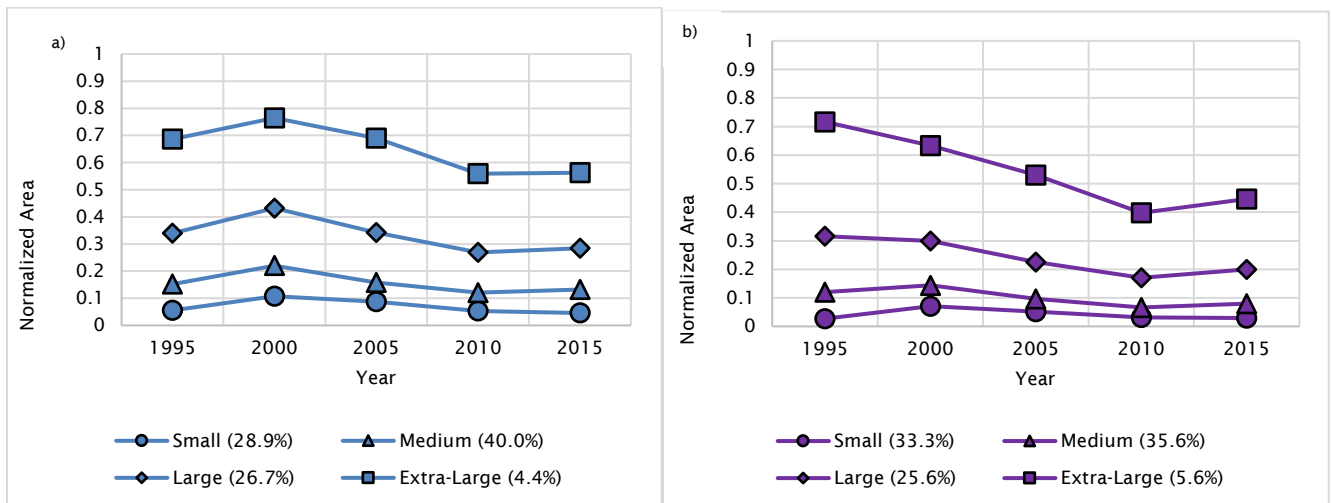 a)
1
0.9
0.8
0.7
0.6
0.5
0.4
0.3
0.2
0.1
0
Normalized Area
1995 2000 2005 2010 2015
Year
Small (28.9%) Medium (40.0%)
Large (26.7%) Extra-Large (4.4%)
b)
1
0.9
0.8
0.7
0.6
0.5
0.4
0.3
0.2
0.1
0
Normalized Area
1995 2000 2005 2010 2015
Year
Small (33.3%) Medium (35.6%)
Large (25.6%) Extra-Large (5.6%)